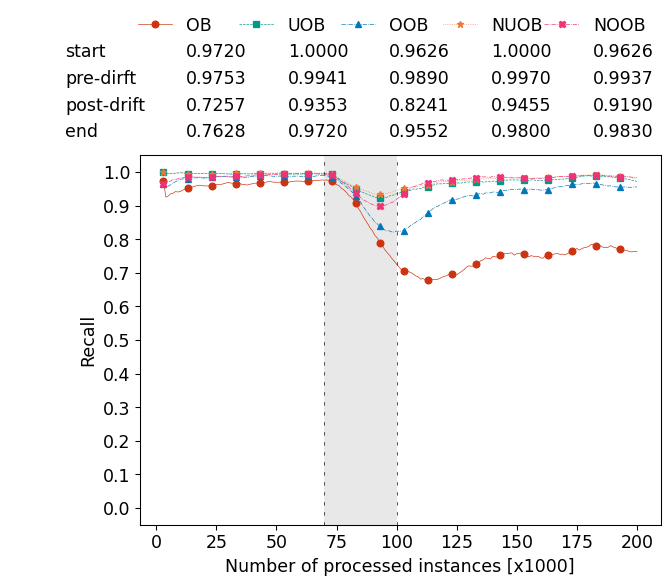 OB UOB OOB NUOB NOOB
start 0.9720 1.0000 0.9626 1.0000 0.9626
pre-dirft 0.9753 0.9941 0.9890 0.9970 0.9937
post-drift 0.7257 0.9353 0.8241 0.9455 0.9190
end 0.7628 0.9720 0.9552 0.9800 0.9830
1.0
0.9
0.8
0.7
0.6
0.5
0.4
0.3
0.2
0.1
0.0
Recall
0 25 50 75 100 125 150 175 200
Number of processed instances [x1000]